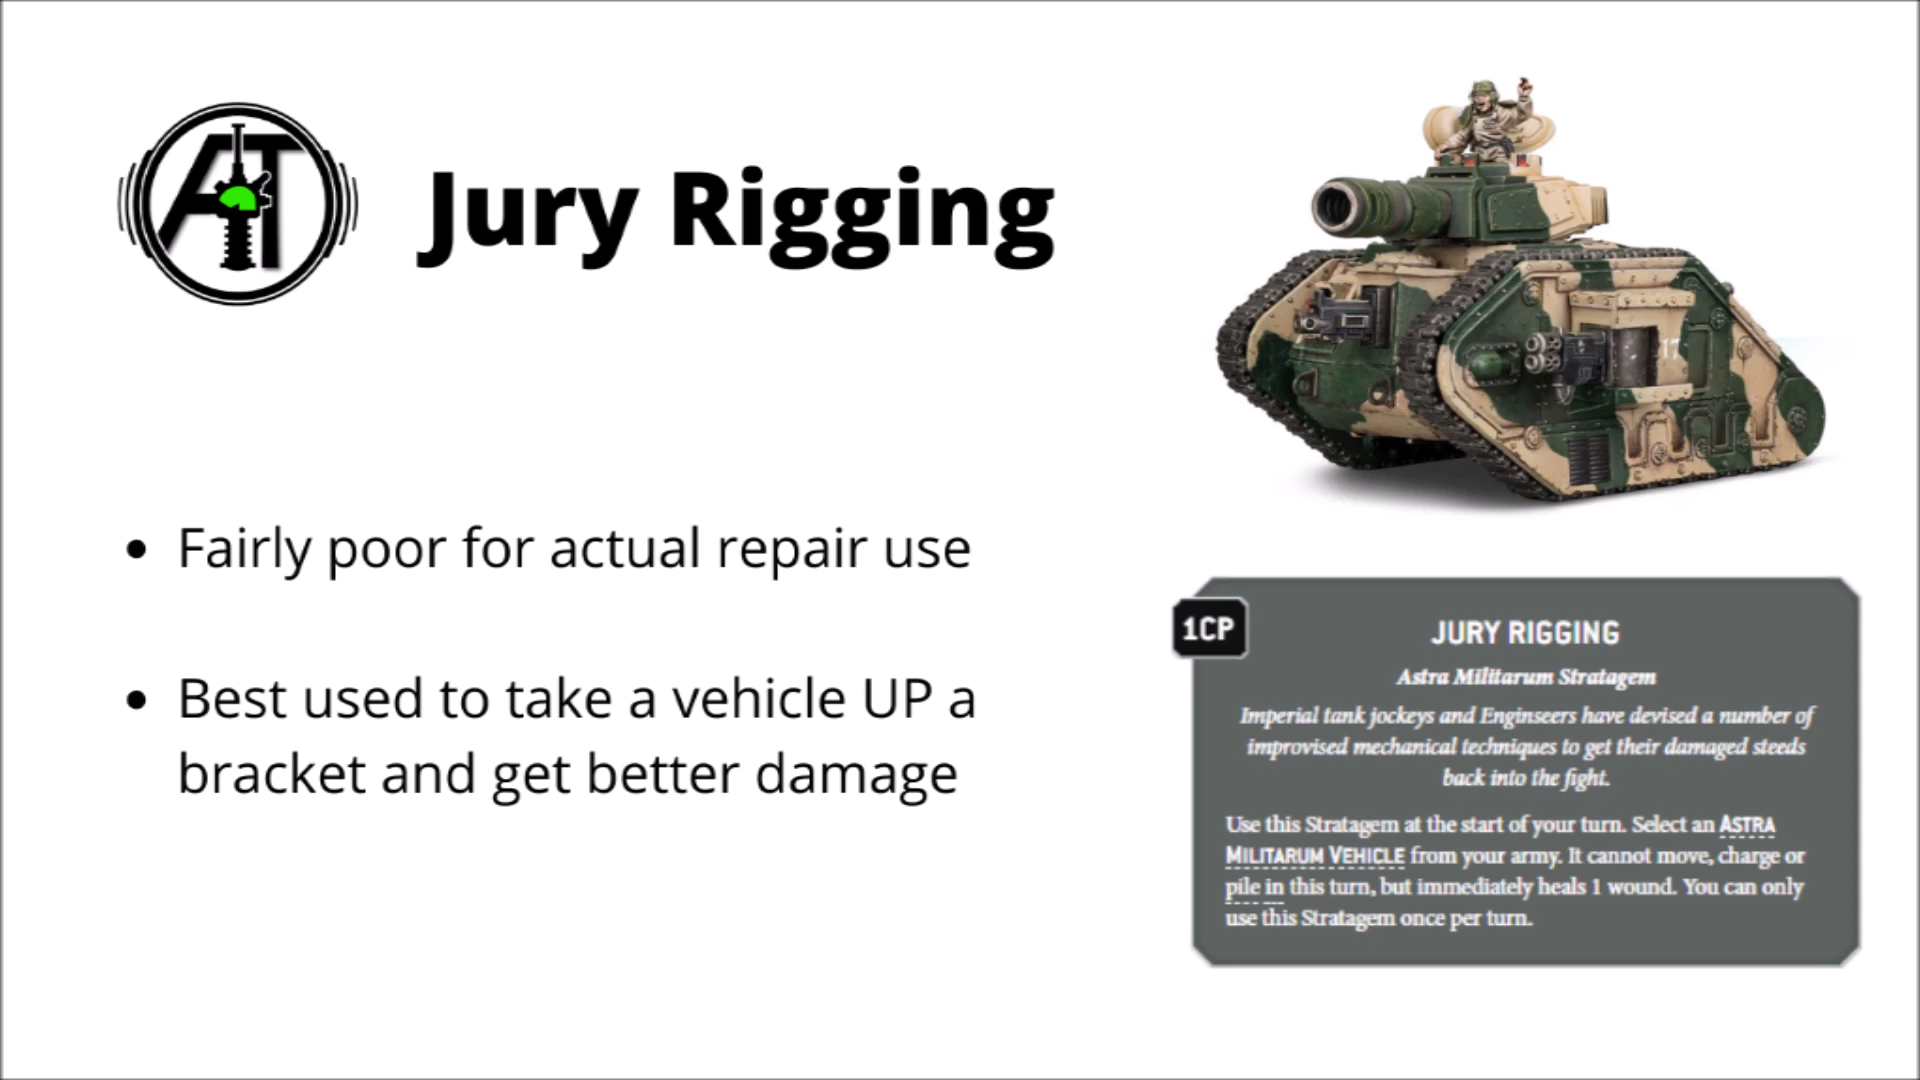 AT
Jury Rigging
• Fairly poor for actual repair use
• Best used to take a vehicle UP a
bracket and get better damage
1CP
JURY RIGGING
Astra Militarum Stratagem
Imperial tank jockeys and Enginseers have devised a number of
improvised mechanical techniques to get their damaged steeds
back into the fight.
Use this Stratagem at the start of your turn. Select an ASTRA
MILITARUM VEHICLE from your army. It cannot move, charge or
pile in this turn, but immediately heals 1 wound. You can only
use this Stratagem once per turn.